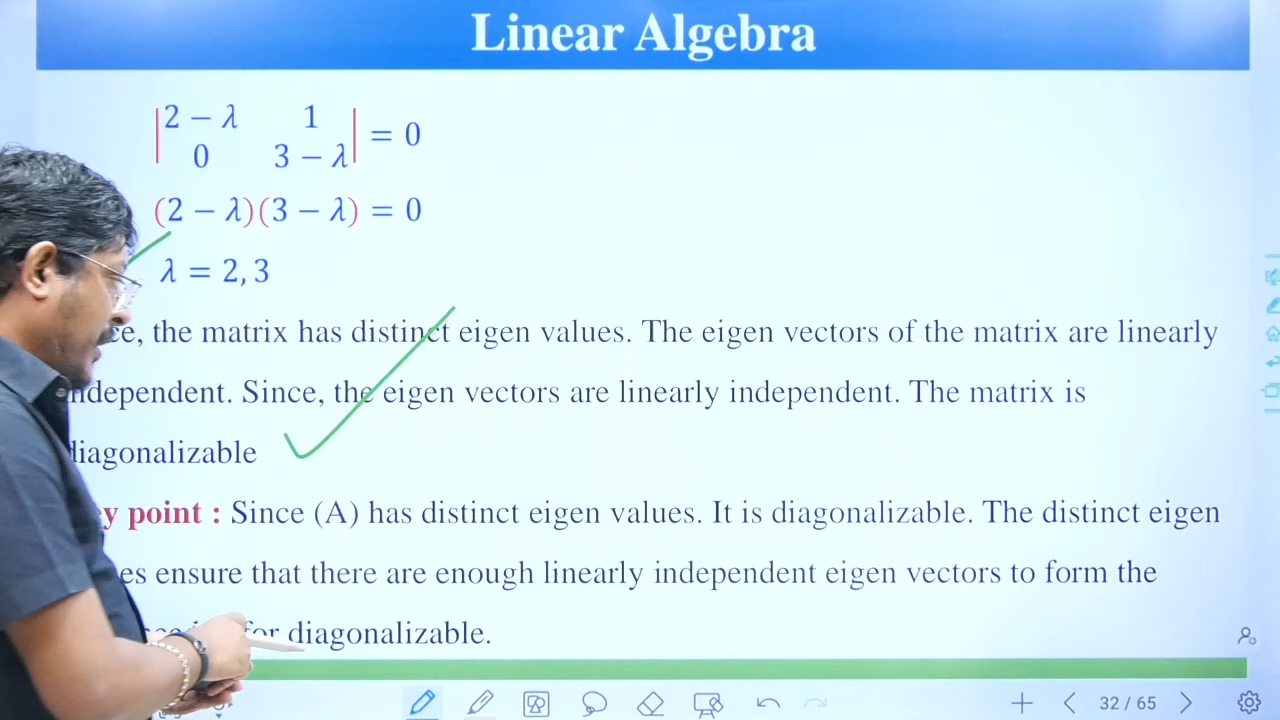 Linear Algebra
|2 − λ 1|
|0 3 − λ| = 0
(2 − λ)(3 − λ) = 0
λ = 2, 3
the matrix has distinct eigen values. The eigen vectors of the matrix are linearly
independent. Since, the eigen vectors are linearly independent. The matrix is
diagonalizable
point : Since (A) has distinct eigen values. It is diagonalizable. The distinct eigen
ensure that there are enough linearly independent eigen vectors to form the
for diagonalizable.
32 / 65